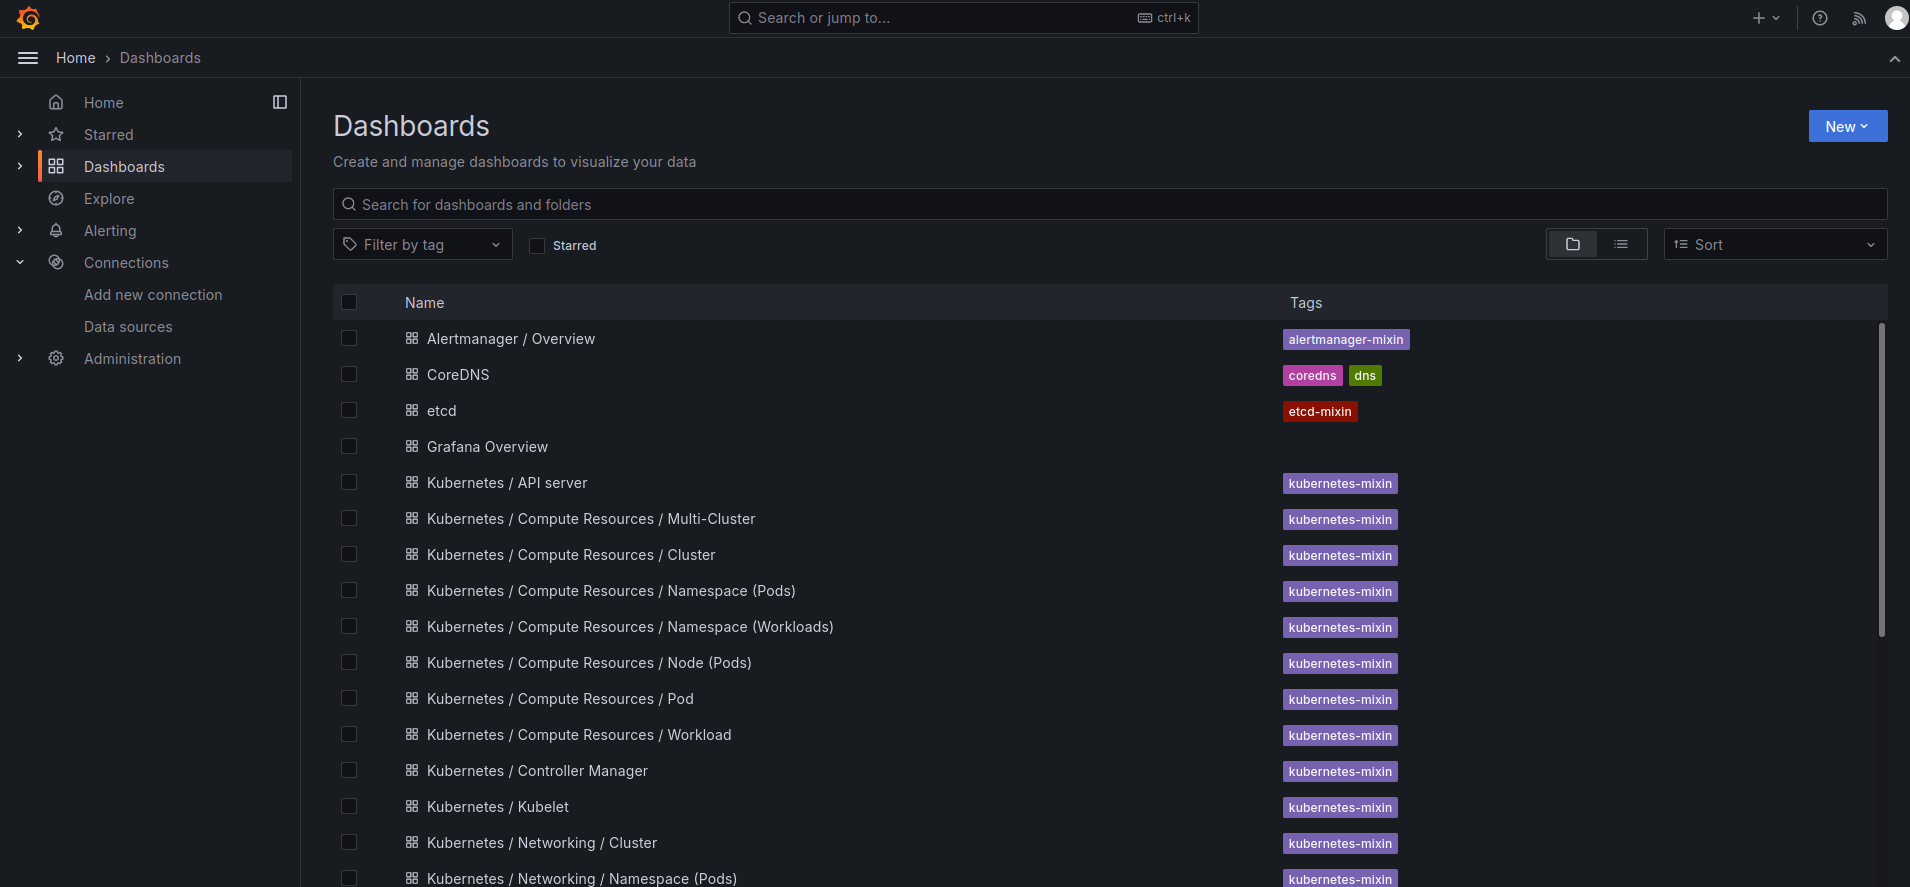 Search or jump to...
ctrl+k
Home › Dashboards
Home
Starred
Dashboards
Explore
Alerting
Connections
Add new connection
Data sources
Administration
Dashboards
New
Create and manage dashboards to visualize your data
Search for dashboards and folders
Filter by tag
Starred
Sort
Name Tags
Alertmanager / Overview alertmanager-mixin
CoreDNS coredns dns
etcd etcd-mixin
Grafana Overview
Kubernetes / API server kubernetes-mixin
Kubernetes / Compute Resources / Multi-Cluster kubernetes-mixin
Kubernetes / Compute Resources / Cluster kubernetes-mixin
Kubernetes / Compute Resources / Namespace (Pods) kubernetes-mixin
Kubernetes / Compute Resources / Namespace (Workloads) kubernetes-mixin
Kubernetes / Compute Resources / Node (Pods) kubernetes-mixin
Kubernetes / Compute Resources / Pod kubernetes-mixin
Kubernetes / Compute Resources / Workload kubernetes-mixin
Kubernetes / Controller Manager kubernetes-mixin
Kubernetes / Kubelet kubernetes-mixin
Kubernetes / Networking / Cluster kubernetes-mixin
Kubernetes / Networking / Namespace (Pods) kubernetes-mixin